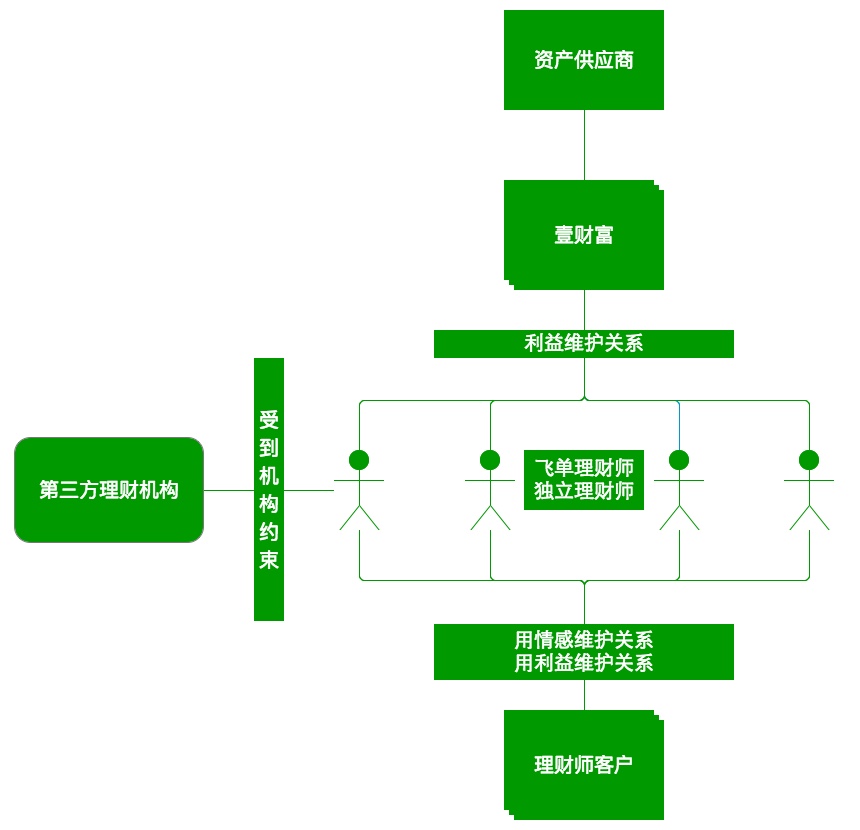 资产供应商
壹财富
利益维护关系
受到机构约束
第三方理财机构
飞单理财师
独立理财师
用情感维护关系
用利益维护关系
理财师客户